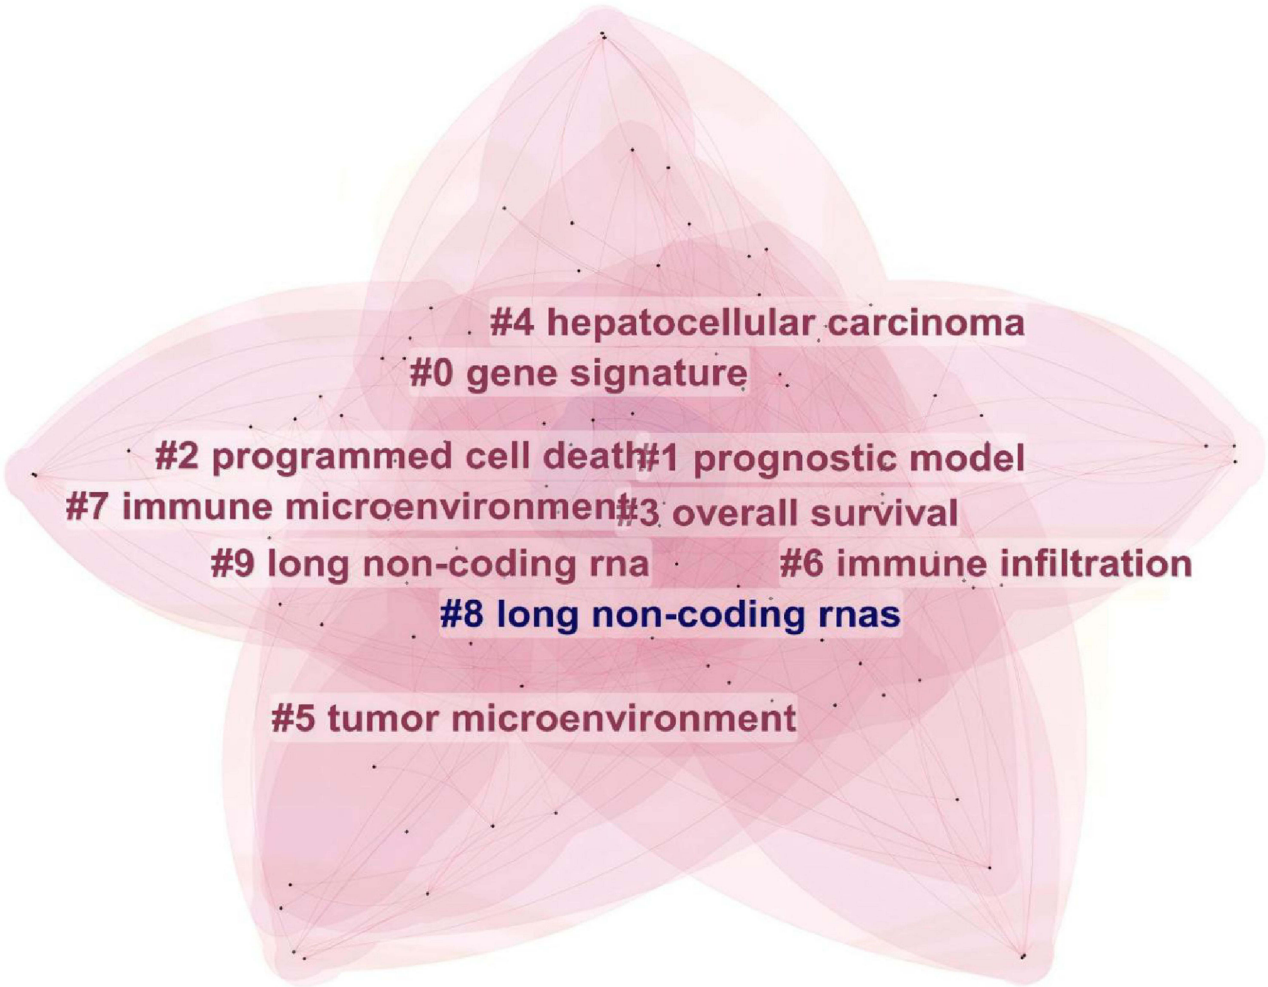 #4 hepatocellular carcinoma
#0 gene signature
#2 programmed cell death
#1 prognostic model
#7 immune microenvironment
#3 overall survival
#9 long non-coding rna
#6 immune infiltration
#8 long non-coding rnas
#5 tumor microenvironment